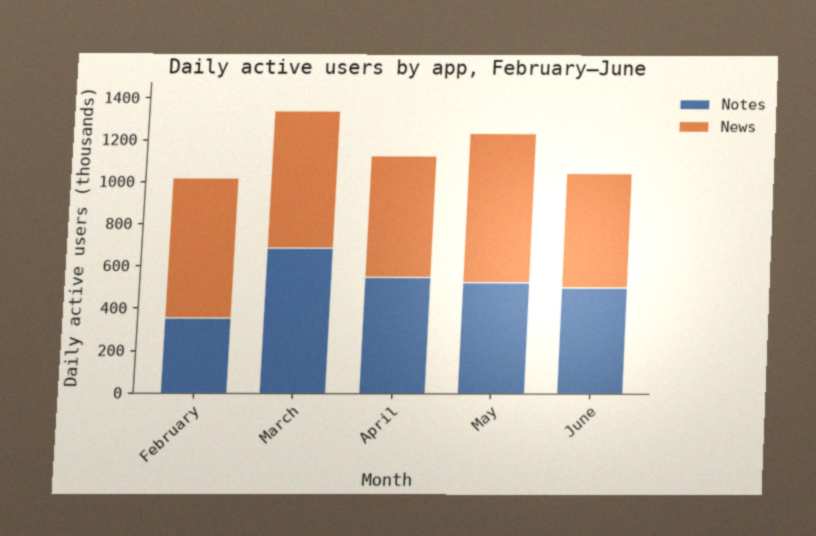 Daily active users by app, February–June
Notes
News
Daily active users (thousands)
1400
1200
1000
800
600
400
200
0
February
March
April
May
June
Month